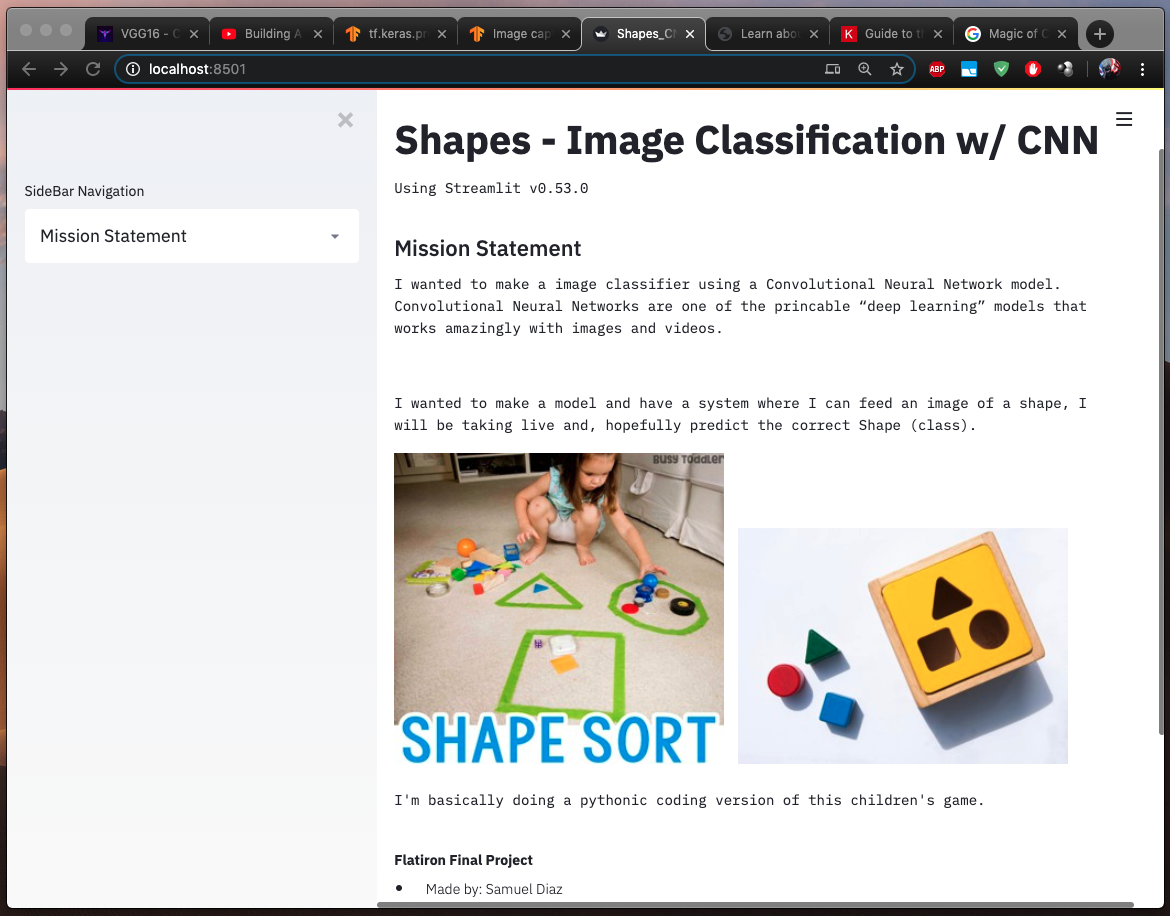 VGG16 - C
Building A
tf.keras.pr
Image cap
Shapes_C
Learn abo
Guide to t
Magic of C
localhost:8501
ABP
SideBar Navigation
Mission Statement
Shapes - Image Classification w/ CNN
Using Streamlit v0.53.0
Mission Statement
I wanted to make a image classifier using a Convolutional Neural Network model.
Convolutional Neural Networks are one of the princable “deep learning” models that
works amazingly with images and videos.
I wanted to make a model and have a system where I can feed an image of a shape, I
will be taking live and, hopefully predict the correct Shape (class).
BUSY TODDLER
SHAPE SORT
I'm basically doing a pythonic coding version of this children's game.
Flatiron Final Project
• Made by: Samuel Diaz